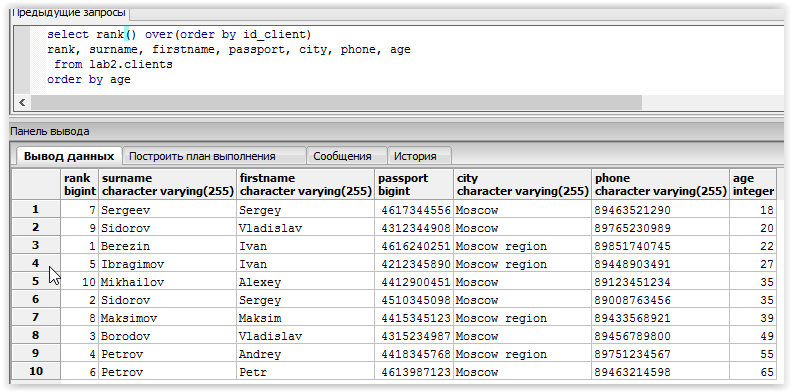 Предыдущие запросы
select rank() over(order by id_client)
rank, surname, firstname, passport, city, phone, age
from lab2.clients
order by age
Панель вывода
Вывод данных Построить план выполнения Сообщения История
rank surname firstname passport city phone age
bigint character varying(255) character varying(255) bigint character varying(255) character varying(255) integer
1 7 Sergeev Sergey 4617344556 Moscow 89463521290 18
2 9 Sidorov Vladislav 4312344908 Moscow 89765230989 20
3 1 Berezin Ivan 4616240251 Moscow region 89851740745 22
4 5 Ibragimov Ivan 4212345890 Moscow region 89448903491 27
5 10 Mikhailov Alexey 4412900451 Moscow 89123451234 35
6 2 Sidorov Sergey 4510345098 Moscow 89008763456 35
7 8 Maksimov Maksim 4415345123 Moscow region 89433568921 39
8 3 Borodov Vladislav 4315234987 Moscow 89456789800 49
9 4 Petrov Andrey 4418345768 Moscow region 89751234567 55
10 6 Petrov Petr 4613987123 Moscow 89463214598 65